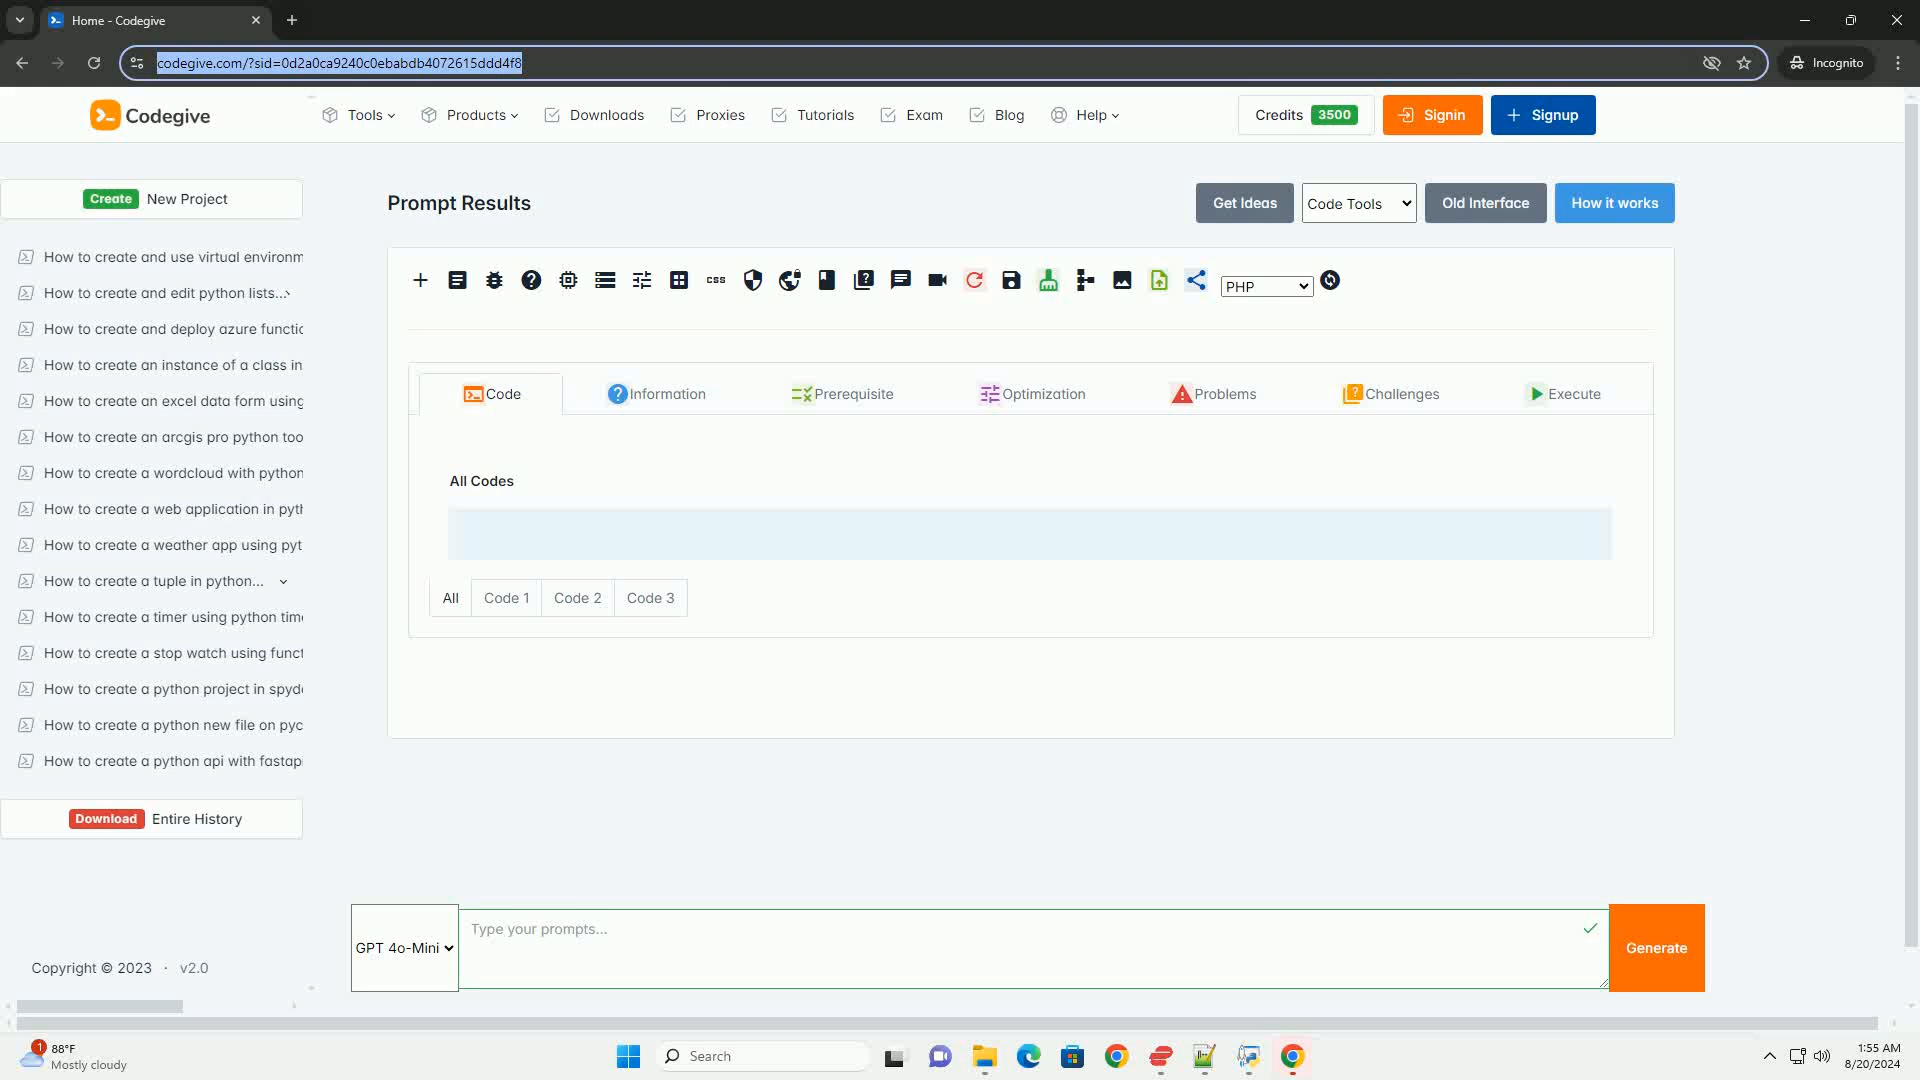 Home - Codegive
codegive.com/?sid=0d2a0ca9240c0ebabdb4072615ddd4f8
Incognito
Codegive
Tools
Products
Downloads
Proxies
Tutorials
Exam
Blog
Help
Credits 3500
Signin
Signup
Create New Project
Prompt Results
Get Ideas
Code Tools
Old Interface
How it works
How to create and use virtual environm
How to create and edit python lists...
How to create and deploy azure functio
How to create an instance of a class in
How to create an excel data form using
How to create an arcgis pro python too
How to create a wordcloud with python
How to create a web application in pyth
How to create a weather app using pyt
How to create a tuple in python...
How to create a timer using python time
How to create a stop watch using funct
How to create a python project in spyde
How to create a python new file on pyc
How to create a python api with fastap
Download Entire History
css
PHP
Code
Information
Prerequisite
Optimization
Problems
Challenges
Execute
All Codes
All
Code 1
Code 2
Code 3
GPT 4o-Mini
Type your prompts...
Generate
Copyright © 2023 · v2.0
1
88°F
Mostly cloudy
Search
1:55 AM
8/20/2024